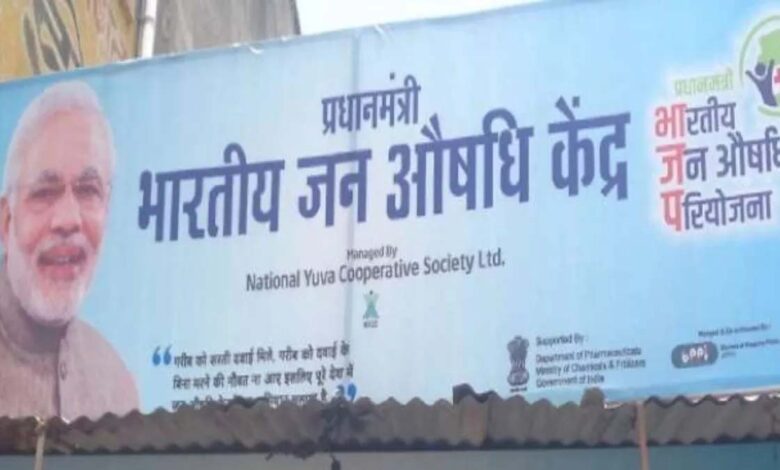 प्रधानमंत्री
भारतीय जन औषधि केंद्र
Managed By
National Yuva Cooperative Society Ltd.
NYCS
प्रधानमंत्री
भारतीय
जन औषधि
परियोजना
"गरीब को सस्ती दवाई मिले, गरीब को दवाई के
बिना मरने की नौबत ना आए इसलिए पूरे देश में
Supported By :
Department of Pharmaceuticals
Ministry of Chemicals & Fertilizers
Government of India
bppi